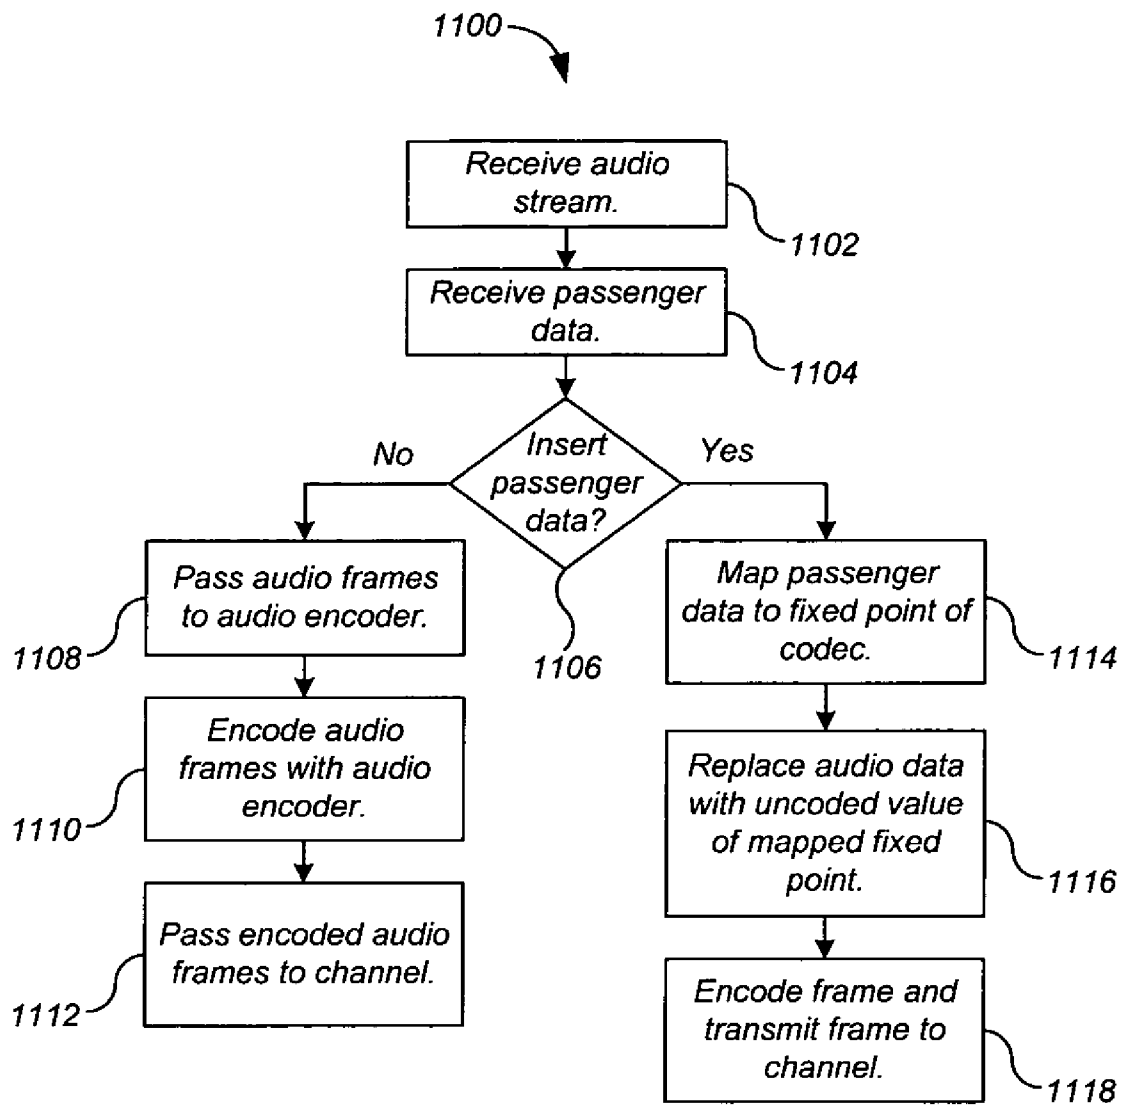 1100
Receive audio
stream.
1102
Receive passenger
data.
1104
Insert
passenger
data?
No
Yes
1106
Pass audio frames
to audio encoder.
1108
Encode audio
frames with audio
encoder.
1110
Pass encoded audio
frames to channel.
1112
Map passenger
data to fixed point of
codec.
1114
Replace audio data
with uncoded value
of mapped fixed
point.
1116
Encode frame and
transmit frame to
channel.
1118